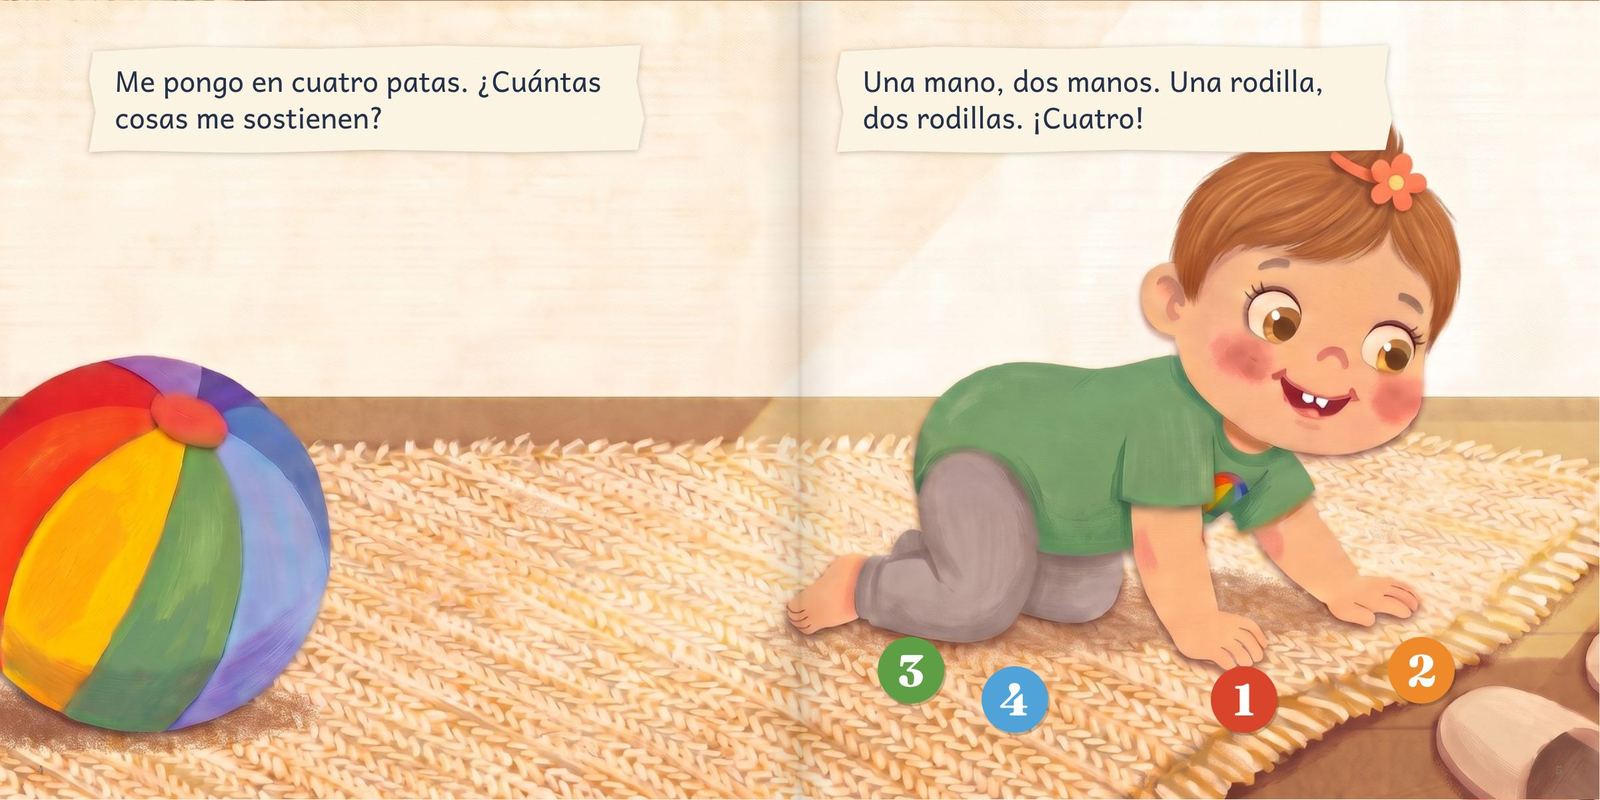 Me pongo en cuatro patas. ¿Cuántas
cosas me sostienen?
Una mano, dos manos. Una rodilla,
dos rodillas. ¡Cuatro!
3
4
1
2